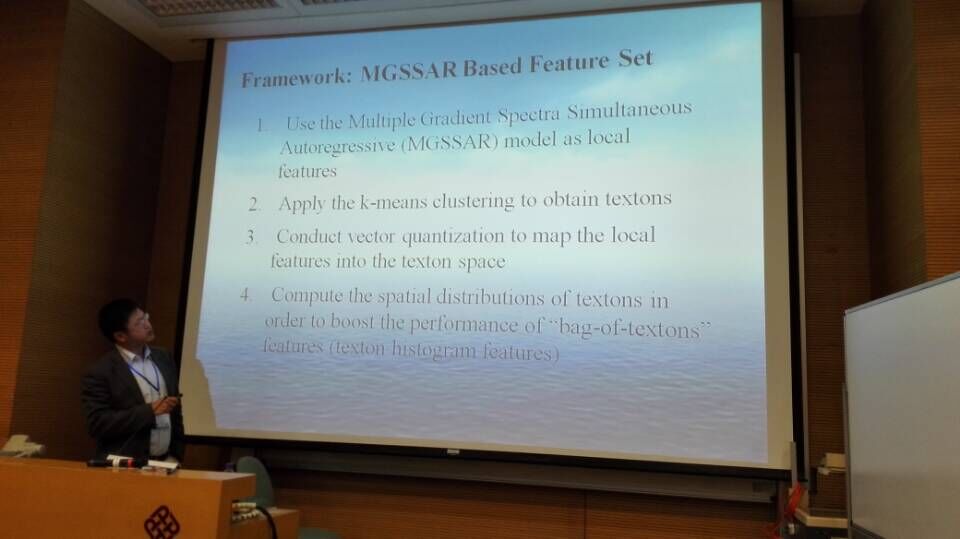 Framework: MGSSAR Based Feature Set
1. Use the Multiple Gradient Spectra Simultaneous
Autoregressive (MGSSAR) model as local
features
2. Apply the k-means clustering to obtain textons
3. Conduct vector quantization to map the local
features into the texton space
4. Compute the spatial distributions of textons in
order to boost the performance of “bag-of-textons”
features (texton histogram features)